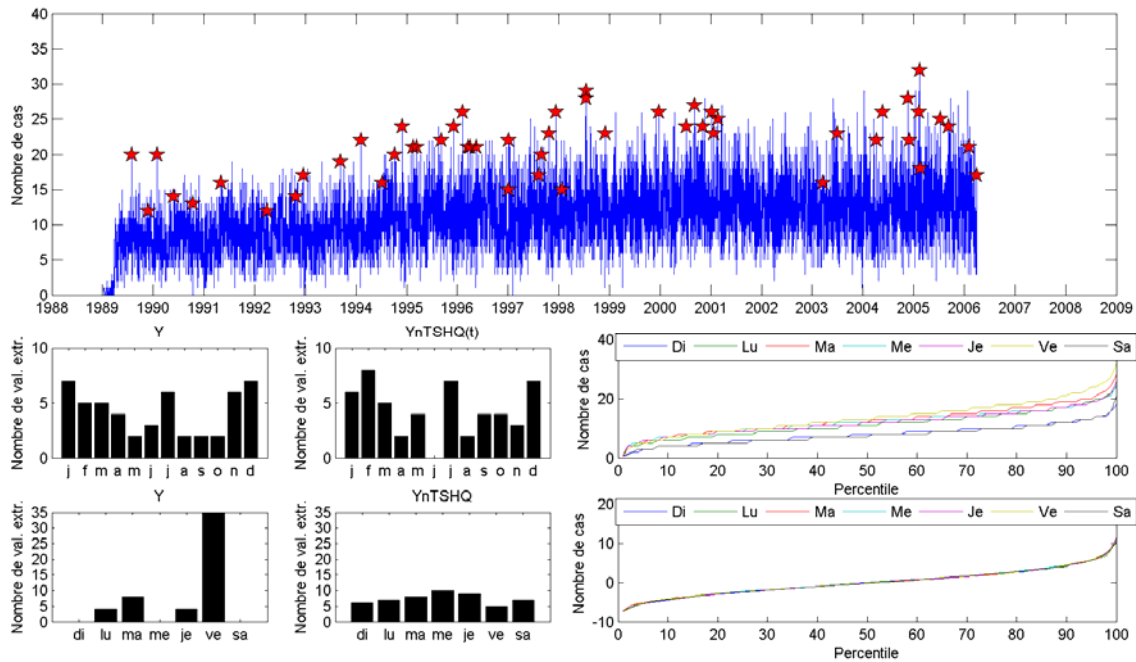 40
35
30
25
20
15
10
5
0
Nombre de cas
1988 1989 1990 1991 1992 1993 1994 1995 1996 1997 1998 1999 2000 2001 2002 2003 2004 2005 2006 2007 2008 2009
Y
10
5
0
Nombre de val. extr.
j f m a m j j a s o n d
YnTSHQ(t)
10
5
0
Nombre de val. extr.
j f m a m j j a s o n d
40
20
0
Nombre de cas
Di Lu Ma Me Je Ve Sa
0 10 20 30 40 50 60 70 80 90 100
Percentile
Y
35
30
25
20
15
10
5
0
Nombre de val. extr.
di lu ma me je ve sa
YnTSHQ
35
30
25
20
15
10
5
0
Nombre de val. extr.
di lu ma me je ve sa
20
10
0
-10
Nombre de cas
Di Lu Ma Me Je Ve Sa
0 10 20 30 40 50 60 70 80 90 100
Percentile